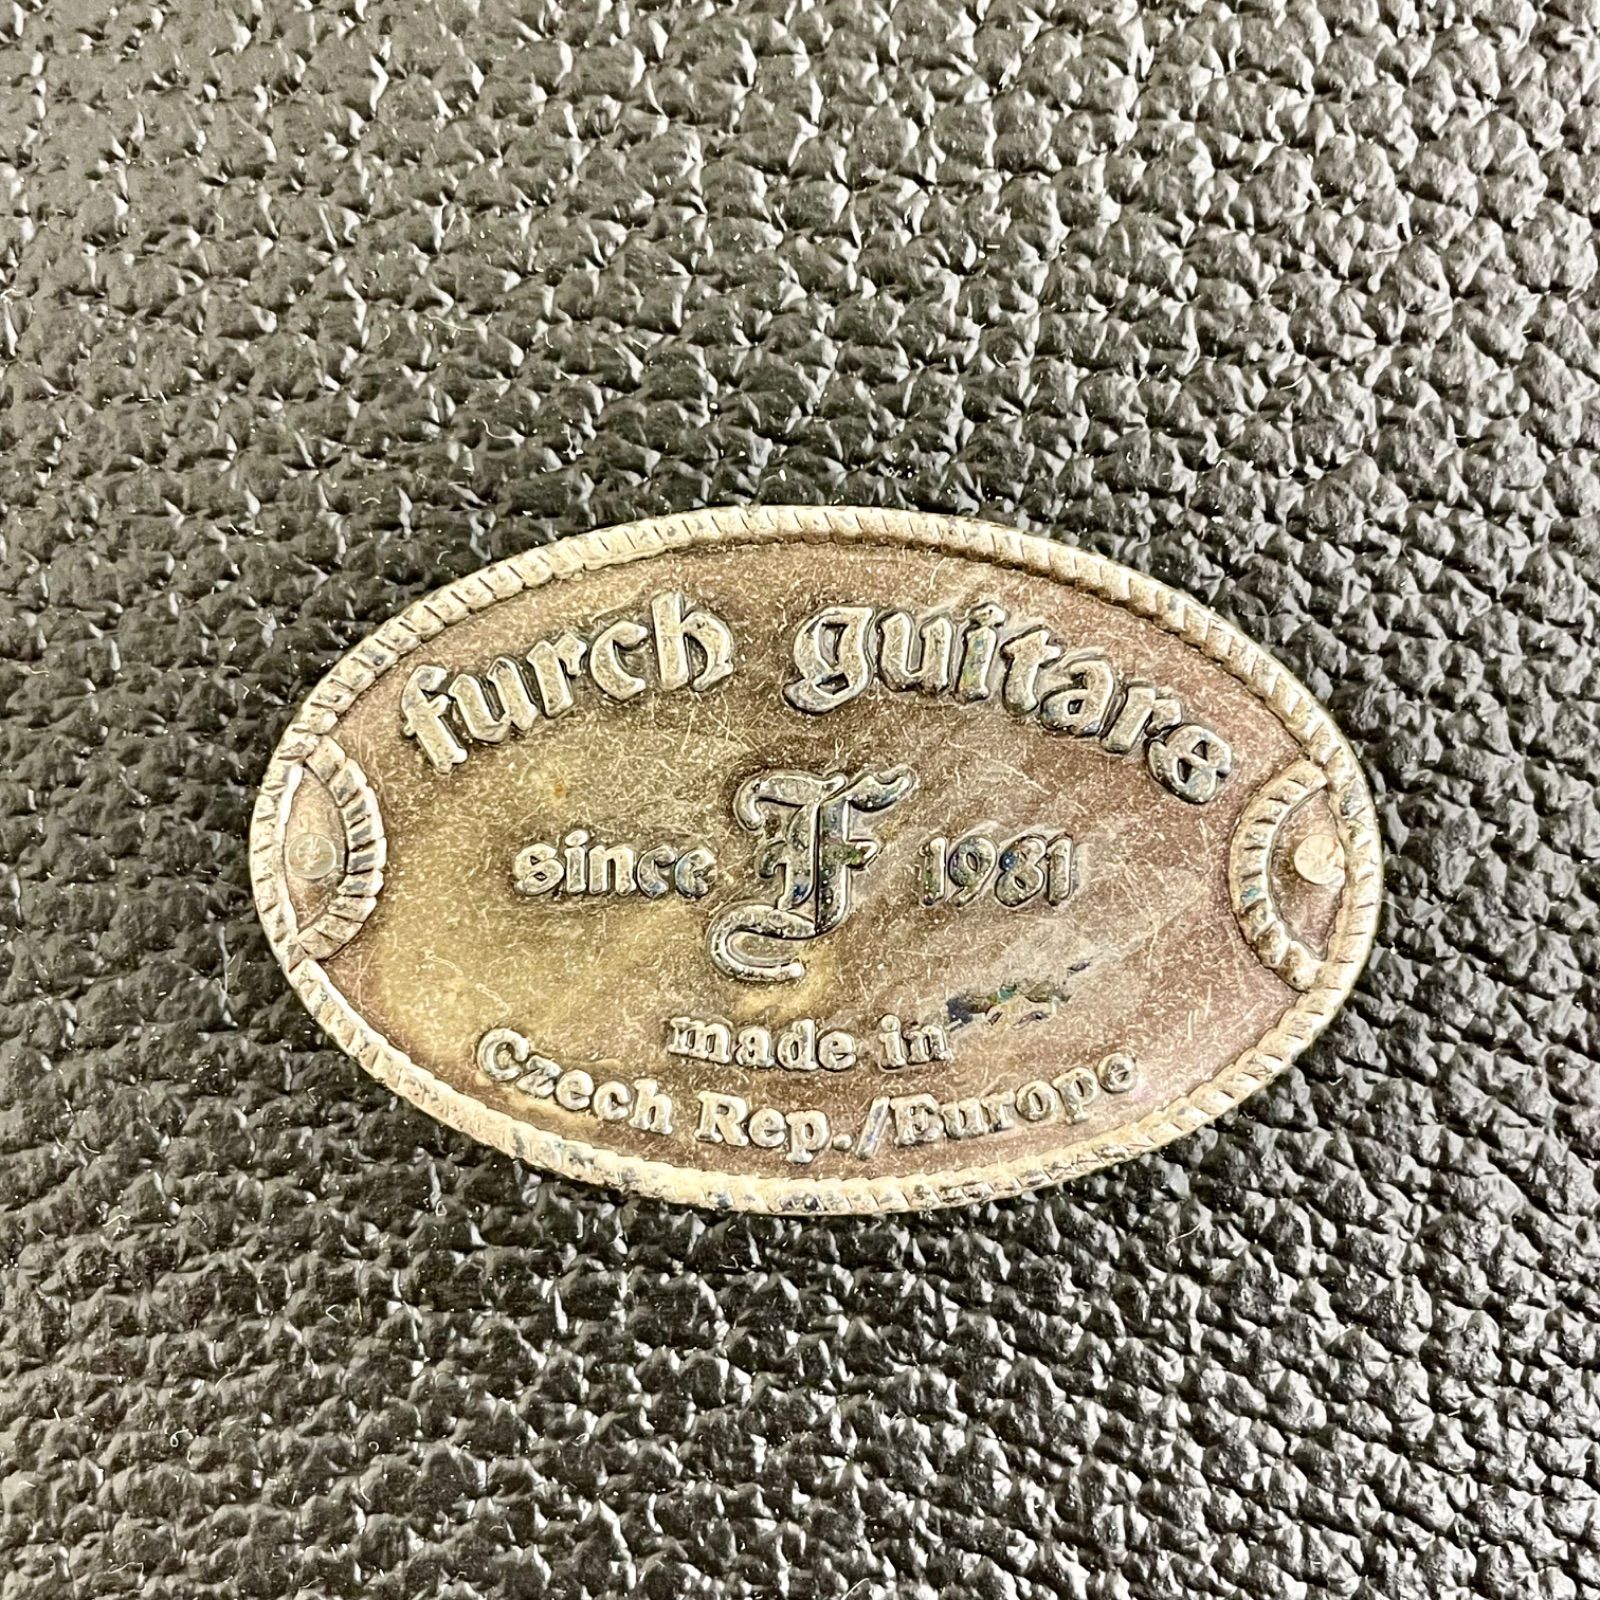 furch guitars
since F 1981
made in
Czech Rep./Europe